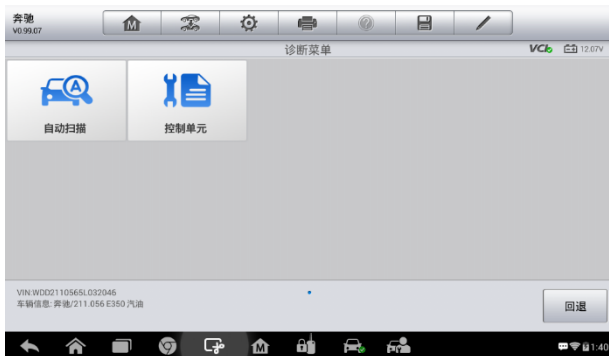 奔驰
V0.99.07
诊断菜单
VCI
12.07V
自动扫描
控制单元
VIN:WDD2110565L032046
车辆信息: 奔驰/211.056 E350 汽油
回退
1:40